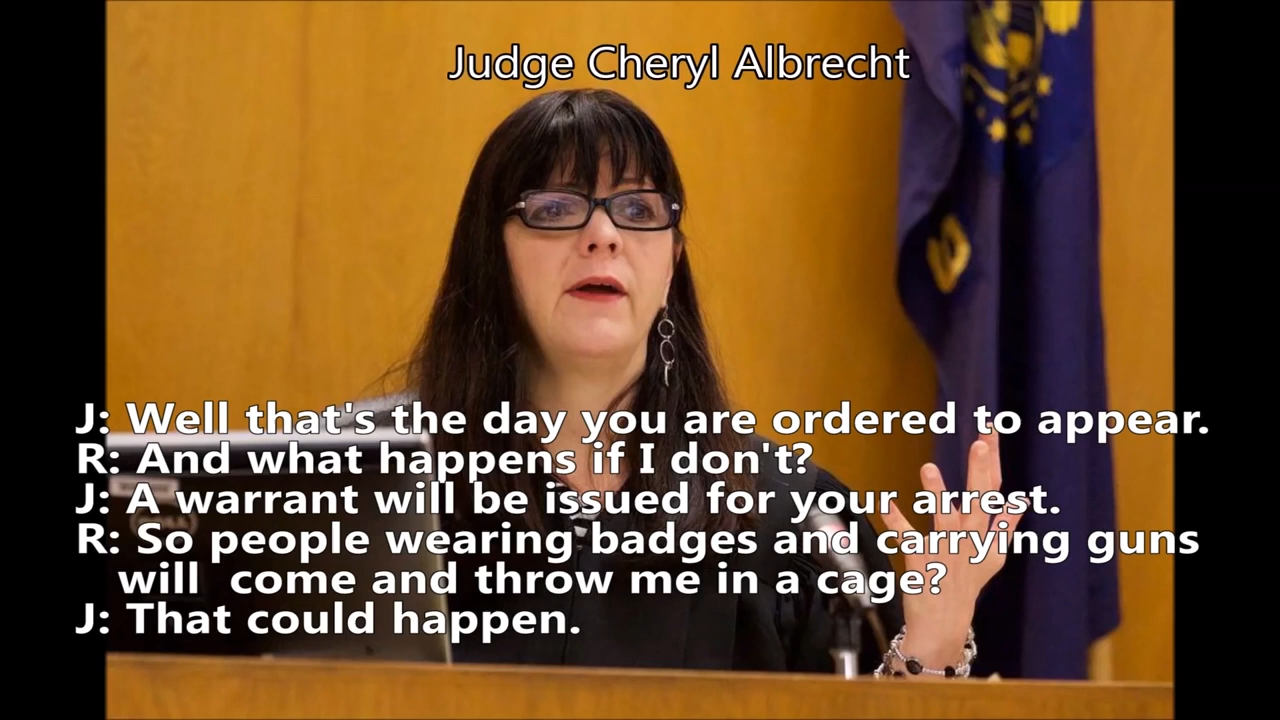 Judge Cheryl Albrecht
J: Well that's the day you are ordered to appear.
R: And what happens if I don't?
J: A warrant will be issued for your arrest.
R: So people wearing badges and carrying guns
will  come and throw me in a cage?
J: That could happen.